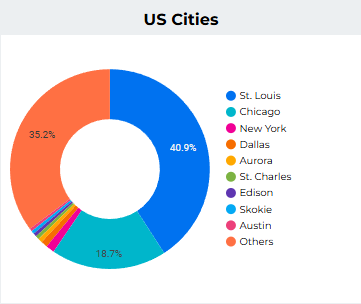 US Cities
35.2%
40.9%
18.7%
St. Louis
Chicago
New York
Dallas
Aurora
St. Charles
Edison
Skokie
Austin
Others